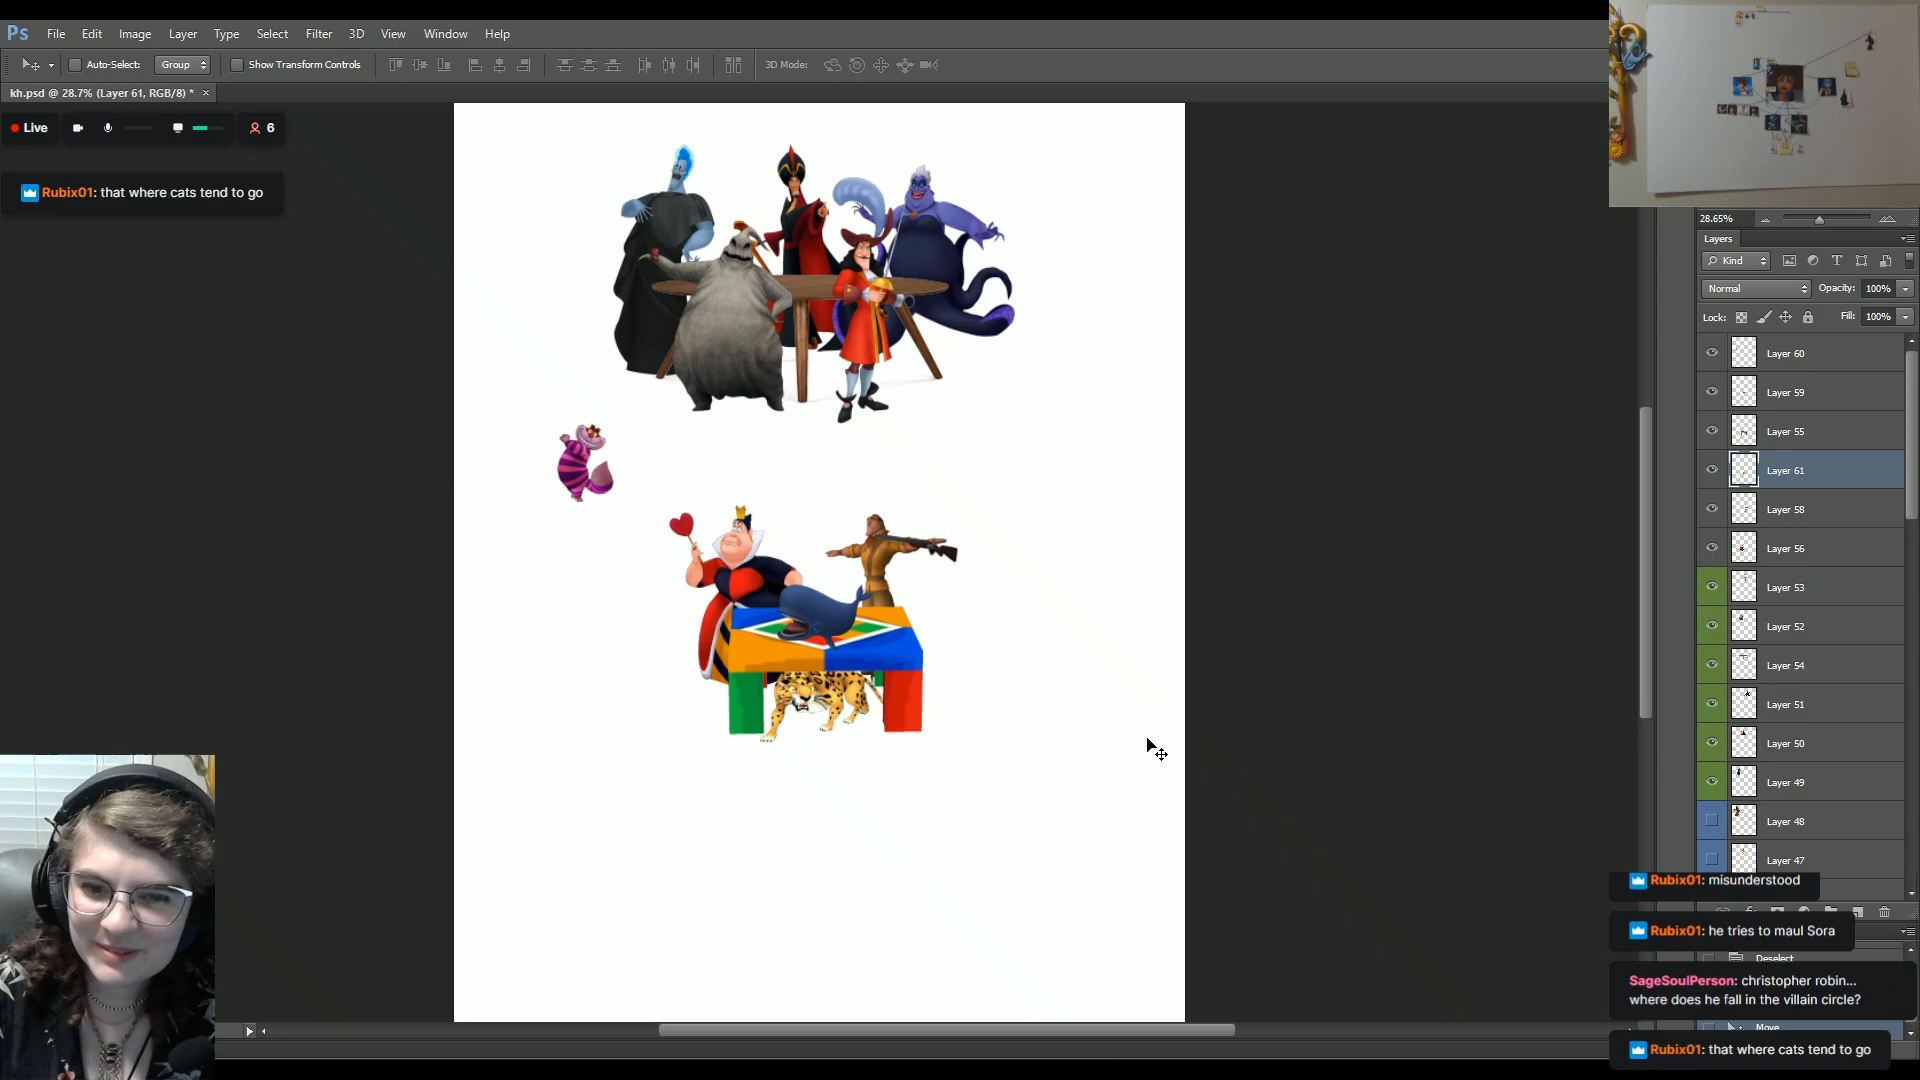 Ps File Edit Image Layer Type Select Filter 3D View Window Help
Auto-Select: Group Show Transform Controls 3D Mode:
kh.psd @ 28.7% (Layer 61, RGB/8) * ×
Live 6
Rubix01: that where cats tend to go
28.65%
Layers
Kind
Normal Opacity: 100%
Lock: Fill: 100%
Layer 60
Layer 59
Layer 55
Layer 61
Layer 58
Layer 56
Layer 53
Layer 52
Layer 54
Layer 51
Layer 50
Layer 49
Layer 48
Layer 47
Rubix01: misunderstood
Rubix01: he tries to maul Sora
Deselect
SageSoulPerson: christopher robin...
where does he fall in the villain circle?
Move
Rubix01: that where cats tend to go